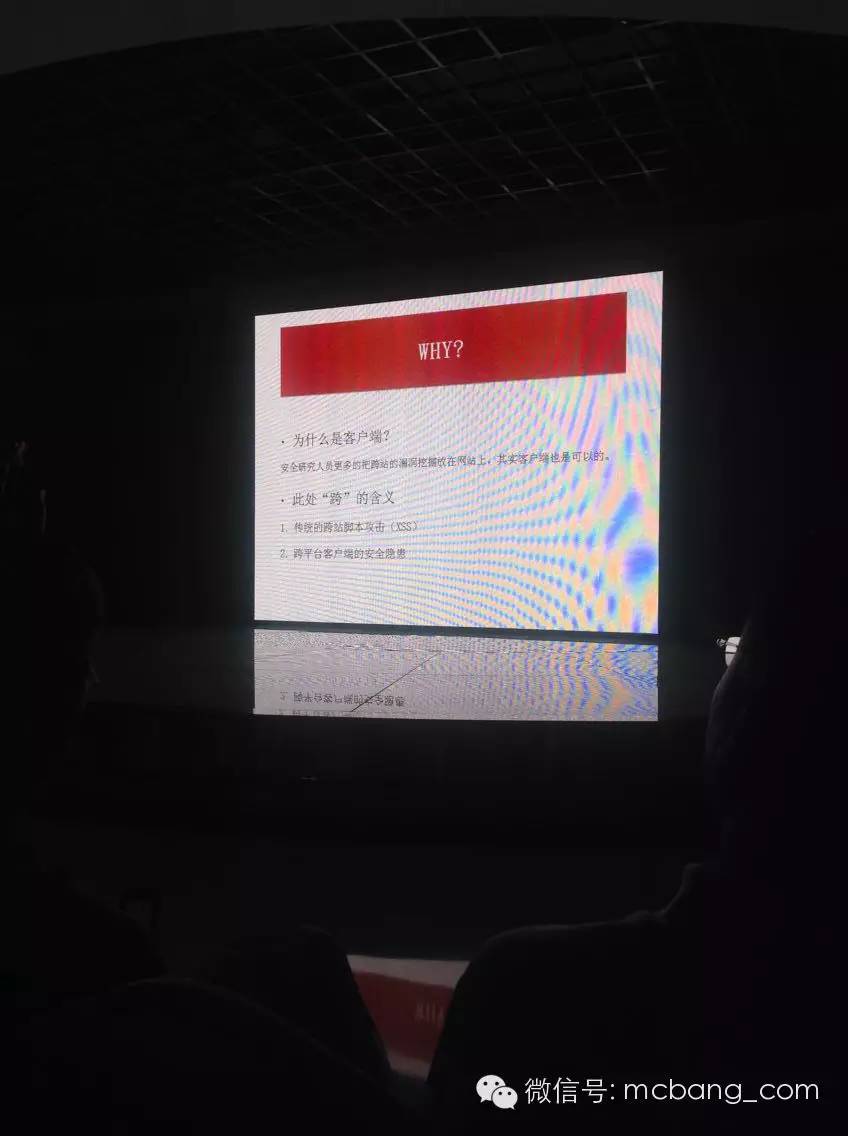 WHY?
• 为什么是客户端?
安全研究人员更多的把跨站的漏洞挖掘放在网站上，其实客户端也是可以的。
• 此处“跨”的含义
1. 传统的跨站脚本攻击（XSS）
2. 跨平台客户端的安全隐患
微信号: mcbang_com